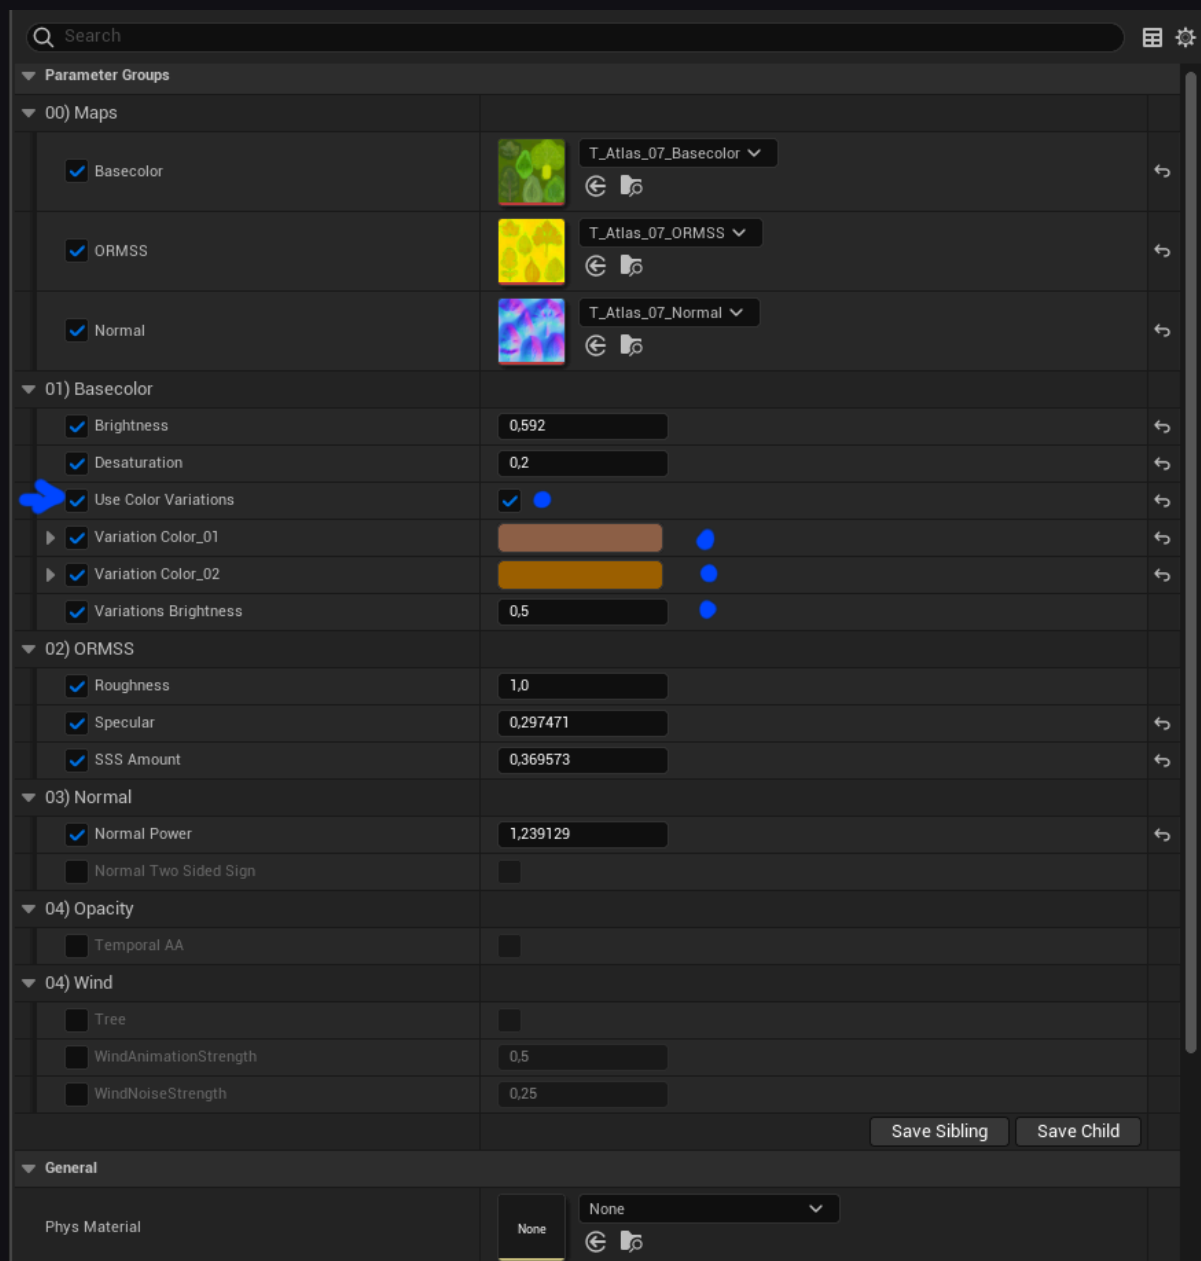 Search
Parameter Groups
00) Maps
Basecolor
T_Atlas_07_Basecolor
ORMSS
T_Atlas_07_ORMSS
Normal
T_Atlas_07_Normal
01) Basecolor
Brightness
0,592
Desaturation
0,2
Use Color Variations
Variation Color_01
Variation Color_02
Variations Brightness
0,5
02) ORMSS
Roughness
1,0
Specular
0,297471
SSS Amount
0,369573
03) Normal
Normal Power
1,239129
Normal Two Sided Sign
04) Opacity
Temporal AA
04) Wind
Tree
WindAnimationStrength
0,5
WindNoiseStrength
0,25
Save Sibling
Save Child
General
Phys Material
None
None